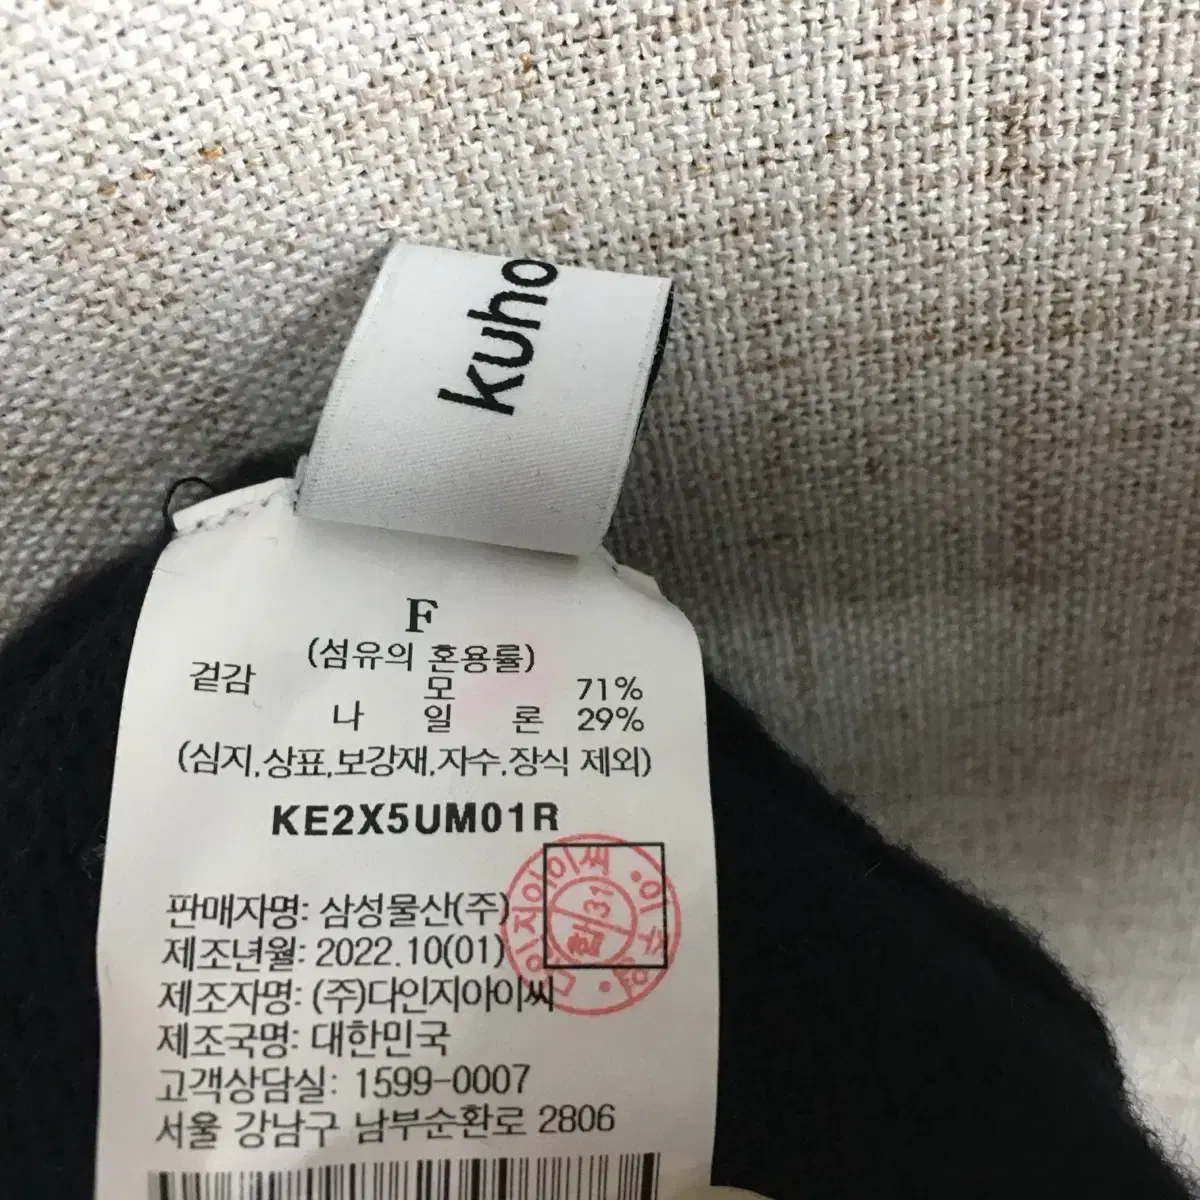 kuho
F
(섬유의 혼용률)
겉감 모 71%
나 일 론 29%
(심지,상표,보강재,자수,장식 제외)
KE2X5UM01R
판매자명: 삼성물산(주)
제조년월: 2022.10(01)
제조자명: (주)다인지아이씨
제조국명: 대한민국
고객상담실: 1599-0007
서울 강남구 남부순환로 2806
합 31